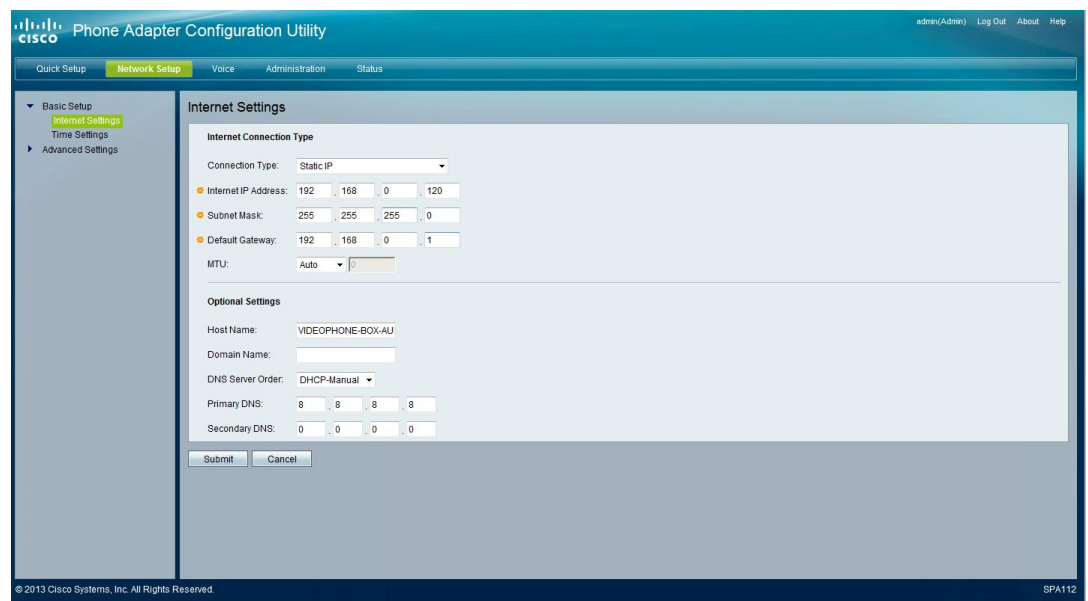 cisco Phone Adapter Configuration Utility
admin(Admin) Log Out About Help
Quick Setup Network Setup Voice Administration Status
Basic Setup
Internet Settings
Time Settings
Advanced Settings
Internet Settings
Internet Connection Type
Connection Type: Static IP
Internet IP Address: 192 . 168 . 0 . 120
Subnet Mask: 255 . 255 . 255 . 0
Default Gateway: 192 . 168 . 0 . 1
MTU: Auto 0
Optional Settings
Host Name: VIDEOPHONE-BOX-AU
Domain Name:
DNS Server Order: DHCP-Manual
Primary DNS: 8 . 8 . 8 . 8
Secondary DNS: 0 . 0 . 0 . 0
Submit Cancel
© 2013 Cisco Systems, Inc. All Rights Reserved. SPA112